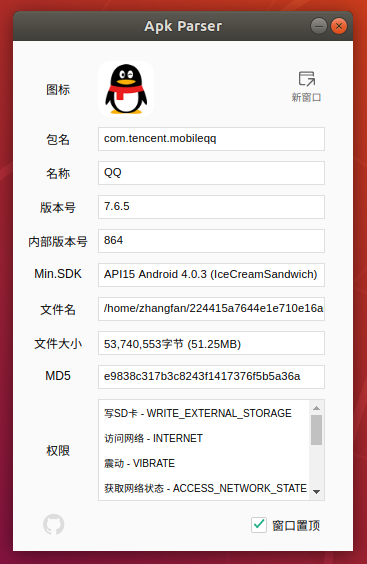 Apk Parser
图标
新窗口
包名 com.tencent.mobileqq
名称 QQ
版本号 7.6.5
内部版本号 864
Min.SDK API15 Android 4.0.3 (IceCreamSandwich)
文件名 /home/zhangfan/224415a7644e1e710e16a
文件大小 53,740,553字节 (51.25MB)
MD5 e9838c317b3c8243f1417376f5b5a36a
权限
写SD卡 - WRITE_EXTERNAL_STORAGE
访问网络 - INTERNET
震动 - VIBRATE
获取网络状态 - ACCESS_NETWORK_STATE
窗口置顶